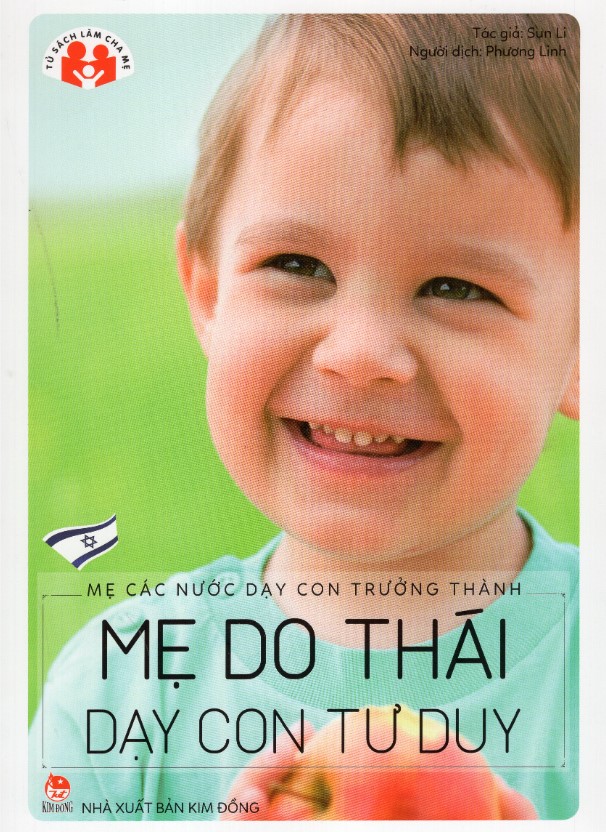 TỦ SÁCH LÀM CHA MẸ
Tác giả: Sun Li
Người dịch: Phương Linh
MẸ CÁC NƯỚC DẠY CON TRƯỞNG THÀNH
MẸ DO THÁI
DẠY CON TƯ DUY
KIM ĐỒNG
NHÀ XUẤT BẢN KIM ĐỒNG